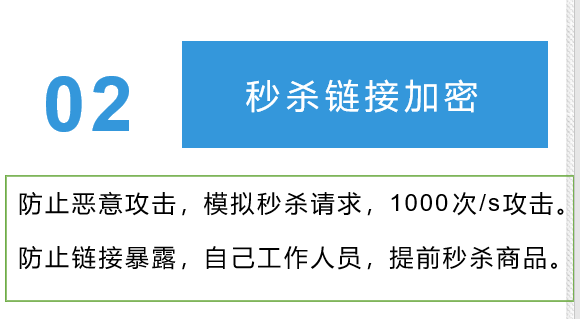 02
秒杀链接加密
防止恶意攻击，模拟秒杀请求，1000次/s攻击。
防止链接暴露，自己工作人员，提前秒杀商品。